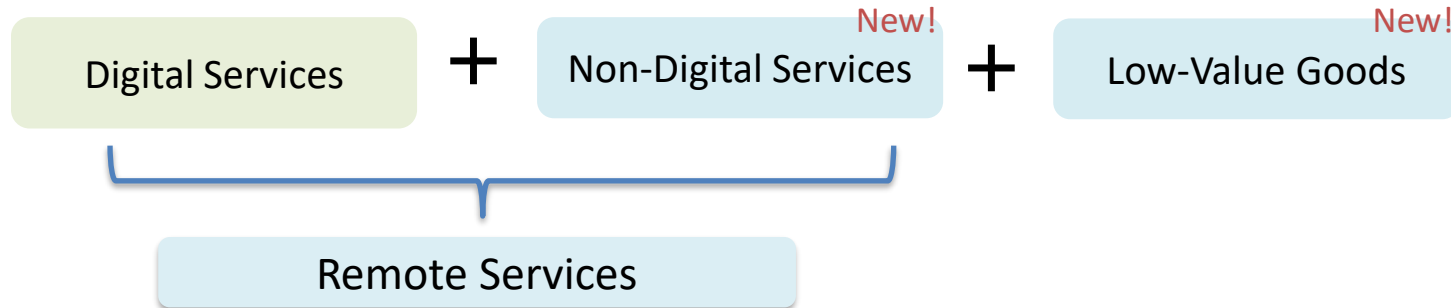 New!
New!
Digital Services + Non-Digital Services + Low-Value Goods
Remote Services